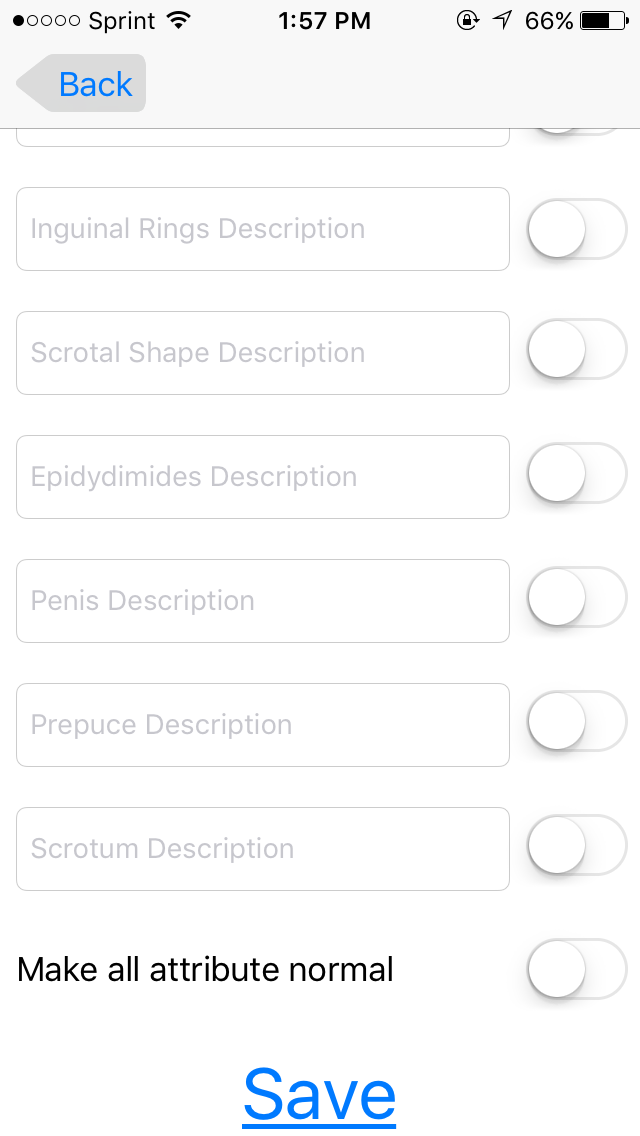 Sprint 1:57 PM 66%
Back
Inguinal Rings Description
Scrotal Shape Description
Epidydimides Description
Penis Description
Prepuce Description
Scrotum Description
Make all attribute normal
Save